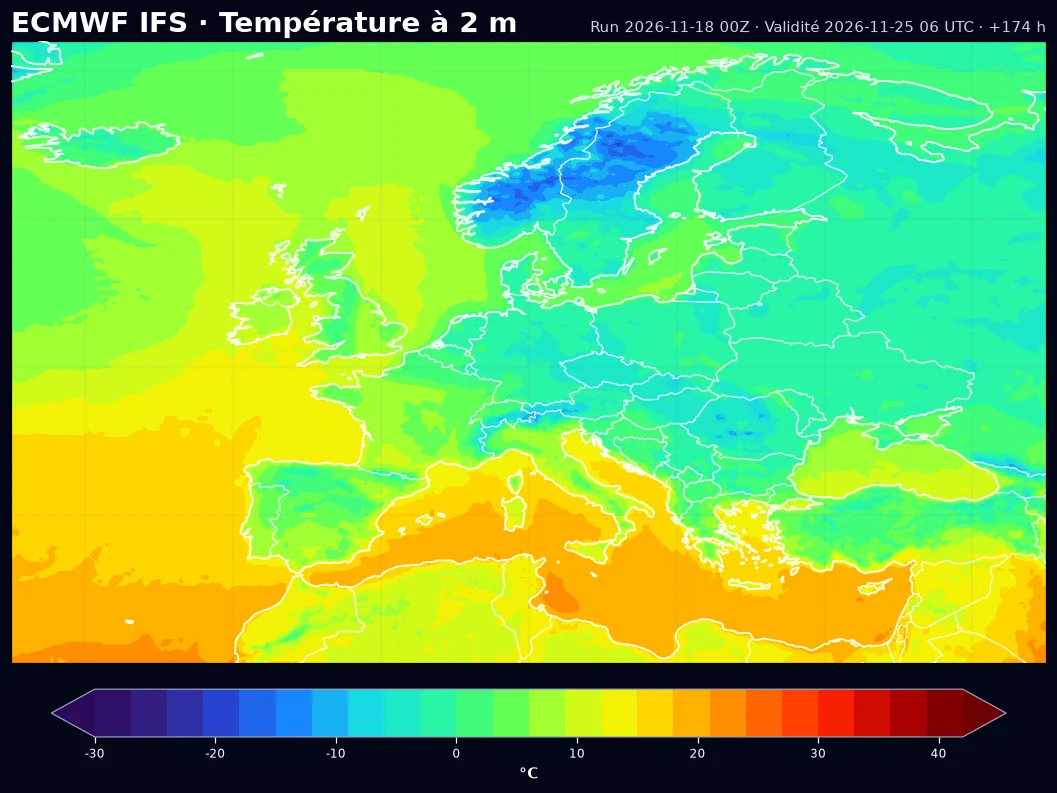 ECMWF IFS · Température à 2 m
Run 2026-11-18 00Z · Validité 2026-11-25 06 UTC · +174 h
-30 -20 -10 0 10 20 30 40
°C